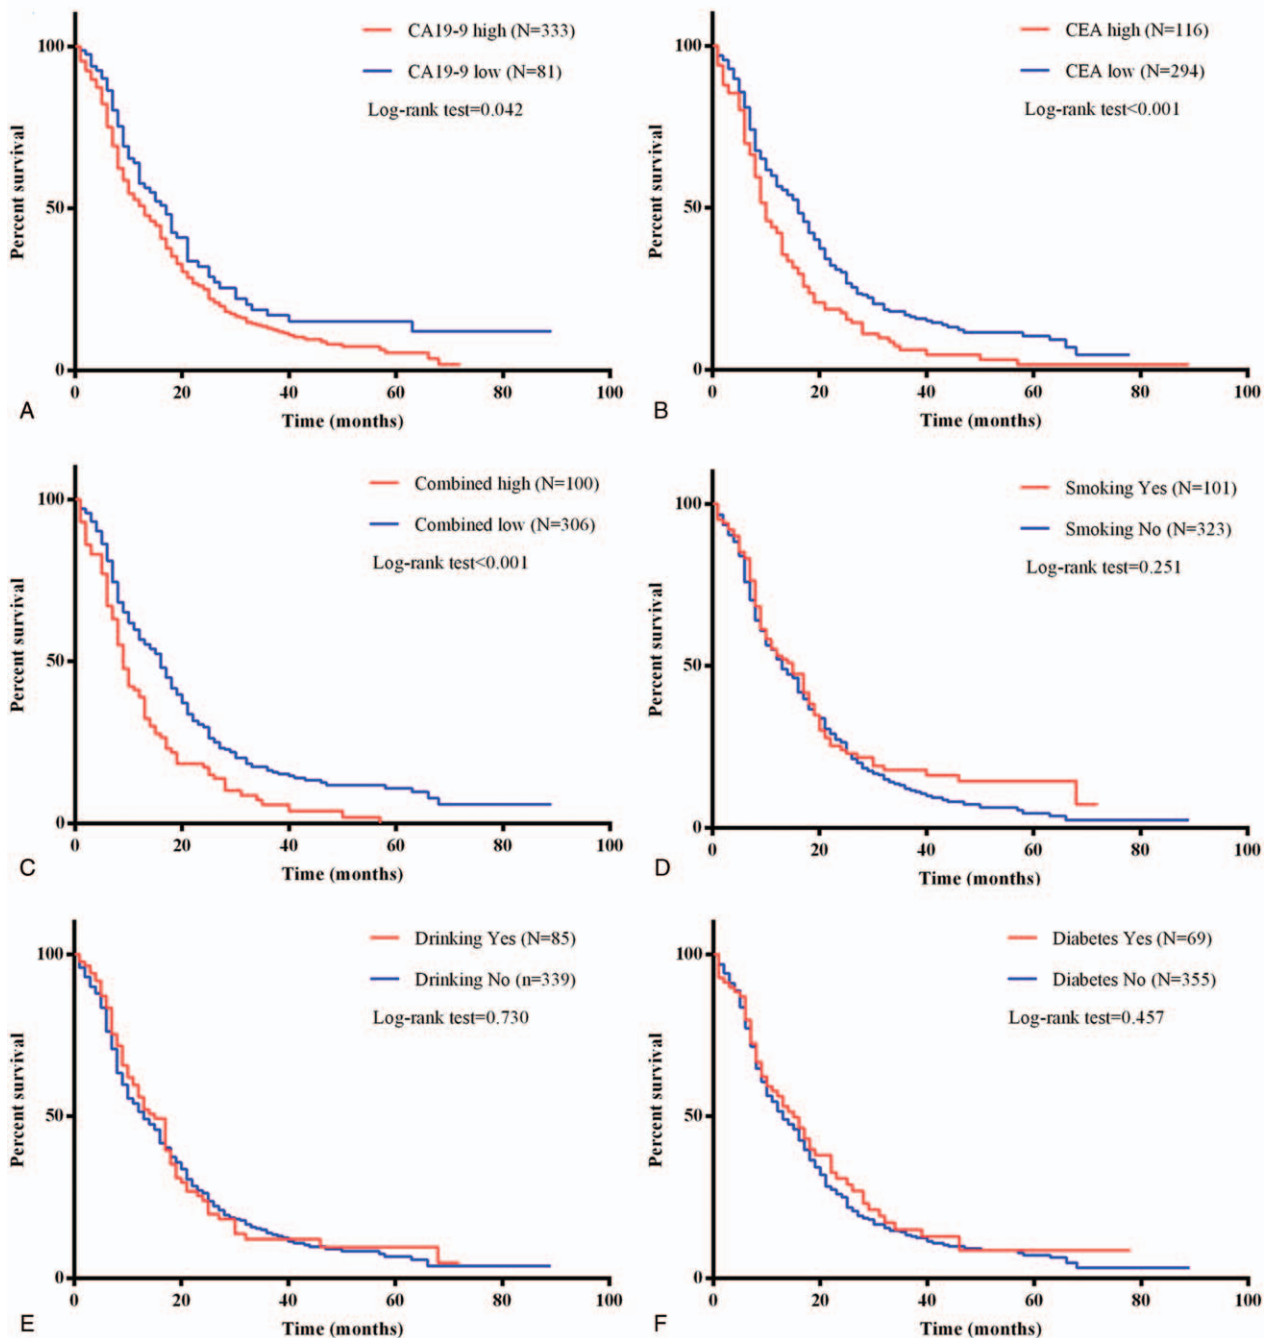 CA19-9 high (N=333)
CA19-9 low (N=81)
Log-rank test=0.042
Percent survival
100
50
0
0 20 40 60 80 100
Time (months)
A
CEA high (N=116)
CEA low (N=294)
Log-rank test<0.001
Percent survival
100
50
0
0 20 40 60 80 100
Time (months)
B
Combined high (N=100)
Combined low (N=306)
Log-rank test<0.001
Percent survival
100
50
0
0 20 40 60 80 100
Time (months)
C
Smoking Yes (N=101)
Smoking No (N=323)
Log-rank test=0.251
Percent survival
100
50
0
0 20 40 60 80 100
Time (months)
D
Drinking Yes (N=85)
Drinking No (n=339)
Log-rank test=0.730
Percent survival
100
50
0
0 20 40 60 80 100
Time (months)
E
Diabetes Yes (N=69)
Diabetes No (N=355)
Log-rank test=0.457
Percent survival
100
50
0
0 20 40 60 80 100
Time (months)
F